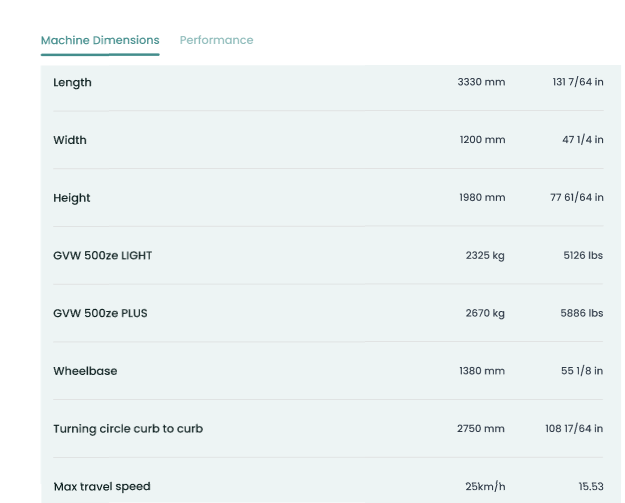 Machine Dimensions Performance
Length 3330 mm 131 7/64 in
Width 1200 mm 47 1/4 in
Height 1980 mm 77 61/64 in
GVW 500ze LIGHT 2325 kg 5126 lbs
GVW 500ze PLUS 2670 kg 5886 lbs
Wheelbase 1380 mm 55 1/8 in
Turning circle curb to curb 2750 mm 108 17/64 in
Max travel speed 25km/h 15.53